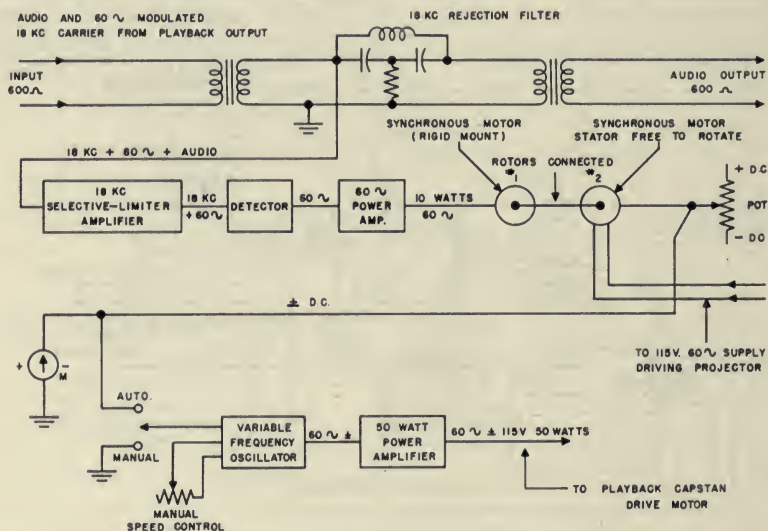 AUDIO AND 60 ∿ MODULATED
18 KC CARRIER FROM PLAYBACK OUTPUT
18 KC REJECTION FILTER
INPUT
600 Ω
AUDIO OUTPUT
600 Ω
18 KC + 60 ∿ + AUDIO
SYNCHRONOUS MOTOR
(RIGID MOUNT)
SYNCHRONOUS MOTOR
STATOR FREE TO ROTATE
ROTORS CONNECTED
#1
#2
18 KC
SELECTIVE-LIMITER
AMPLIFIER
18 KC
+ 60 ∿
DETECTOR
60 ∿
60 ∿
POWER
AMP.
10 WATTS
60 ∿
+ D.C.
POT
- DC
± D.C.
TO 115V. 60 ∿ SUPPLY
DRIVING PROJECTOR
+
-
M
AUTO.
MANUAL
VARIABLE
FREQUENCY
OSCILLATOR
60 ∿ ±
50 WATT
POWER
AMPLIFIER
60 ∿ ± 115V 50 WATTS
TO PLAYBACK CAPSTAN
DRIVE MOTOR
MANUAL
SPEED CONTROL